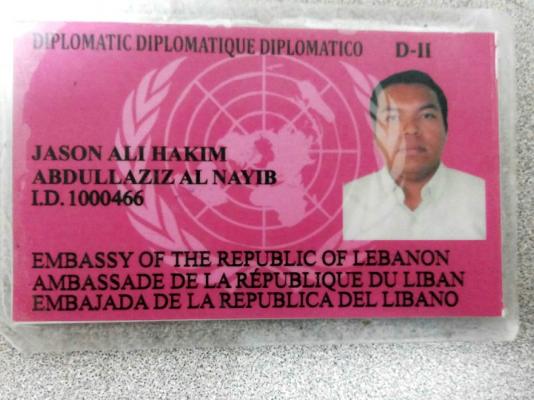 DIPLOMATIC DIPLOMATIQUE DIPLOMATICO D-II
JASON ALI HAKIM
ABDULLAZIZ AL NAYIB
I.D. 1000466
EMBASSY OF THE REPUBLIC OF LEBANON
AMBASSADE DE LA RÉPUBLIQUE DU LIBAN
EMBAJADA DE LA REPUBLICA DEL LIBANO